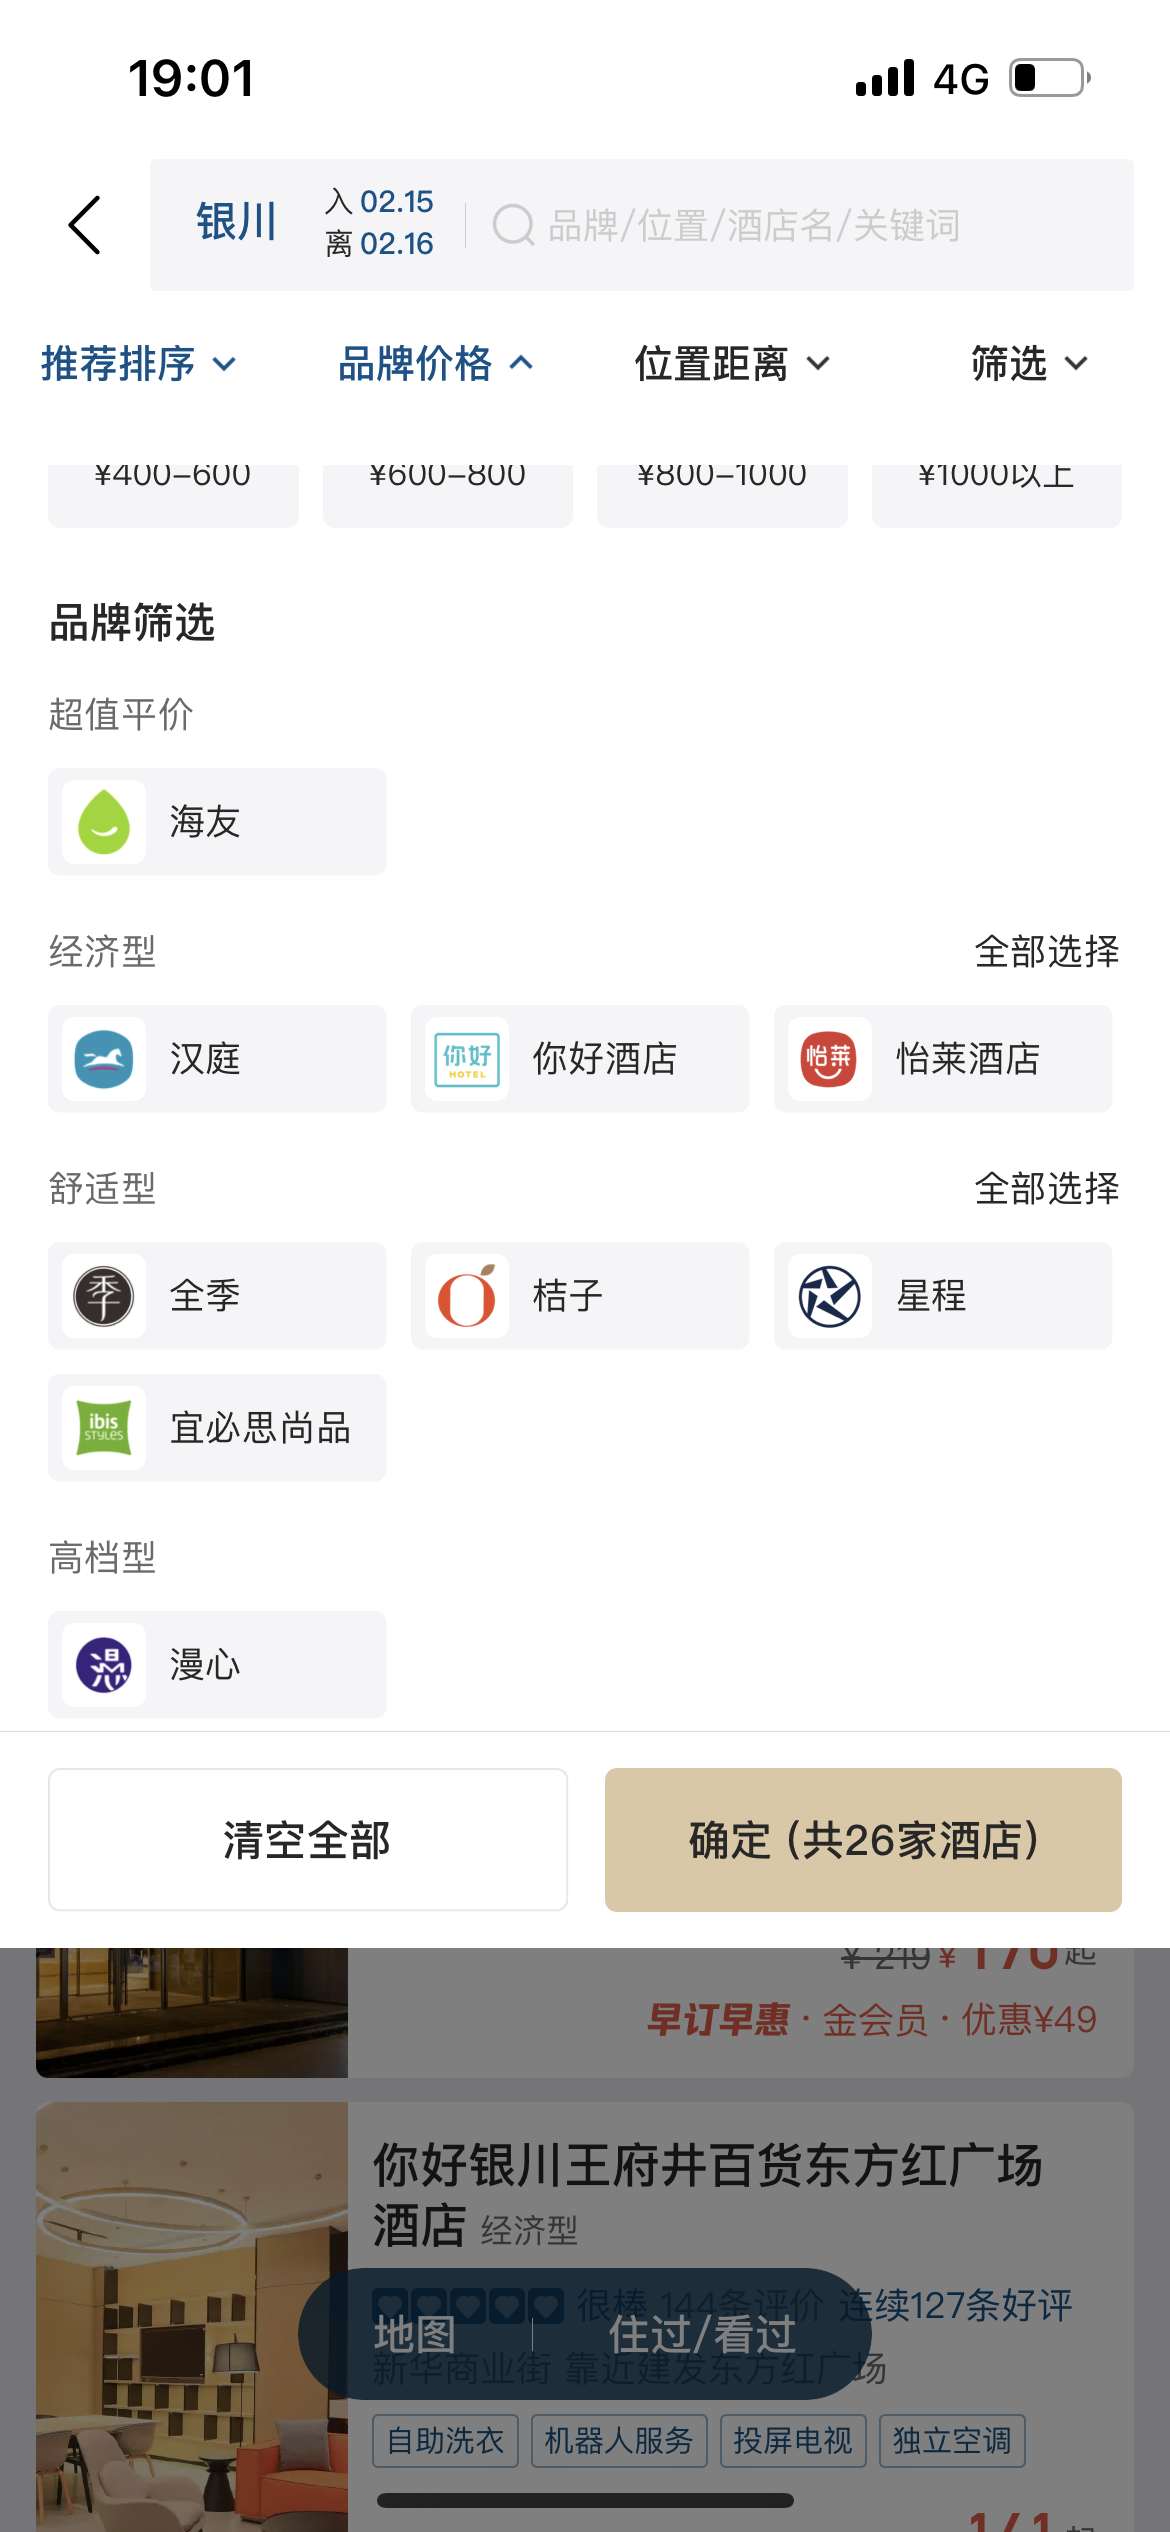 19:01
4G
银川
入 02.15
离 02.16
品牌/位置/酒店名/关键词
推荐排序
品牌价格
位置距离
筛选
¥400-600
¥600-800
¥800-1000
¥1000以上
品牌筛选
超值平价
海友
经济型
全部选择
汉庭
你好
HOTEL
你好酒店
怡莱
怡莱酒店
舒适型
全部选择
季
全季
桔子
星程
ibis
STYLES
宜必思尚品
高档型
漫
漫心
清空全部
确定 (共26家酒店)
¥ 219 ¥ 170起
早订早惠 · 金会员 · 优惠¥49
你好银川王府井百货东方红广场
酒店 经济型
很棒 144条评价 连续127条好评
地图
住过/看过
新华商业街 靠近建发东方红广场
自助洗衣
机器人服务
投屏电视
独立空调